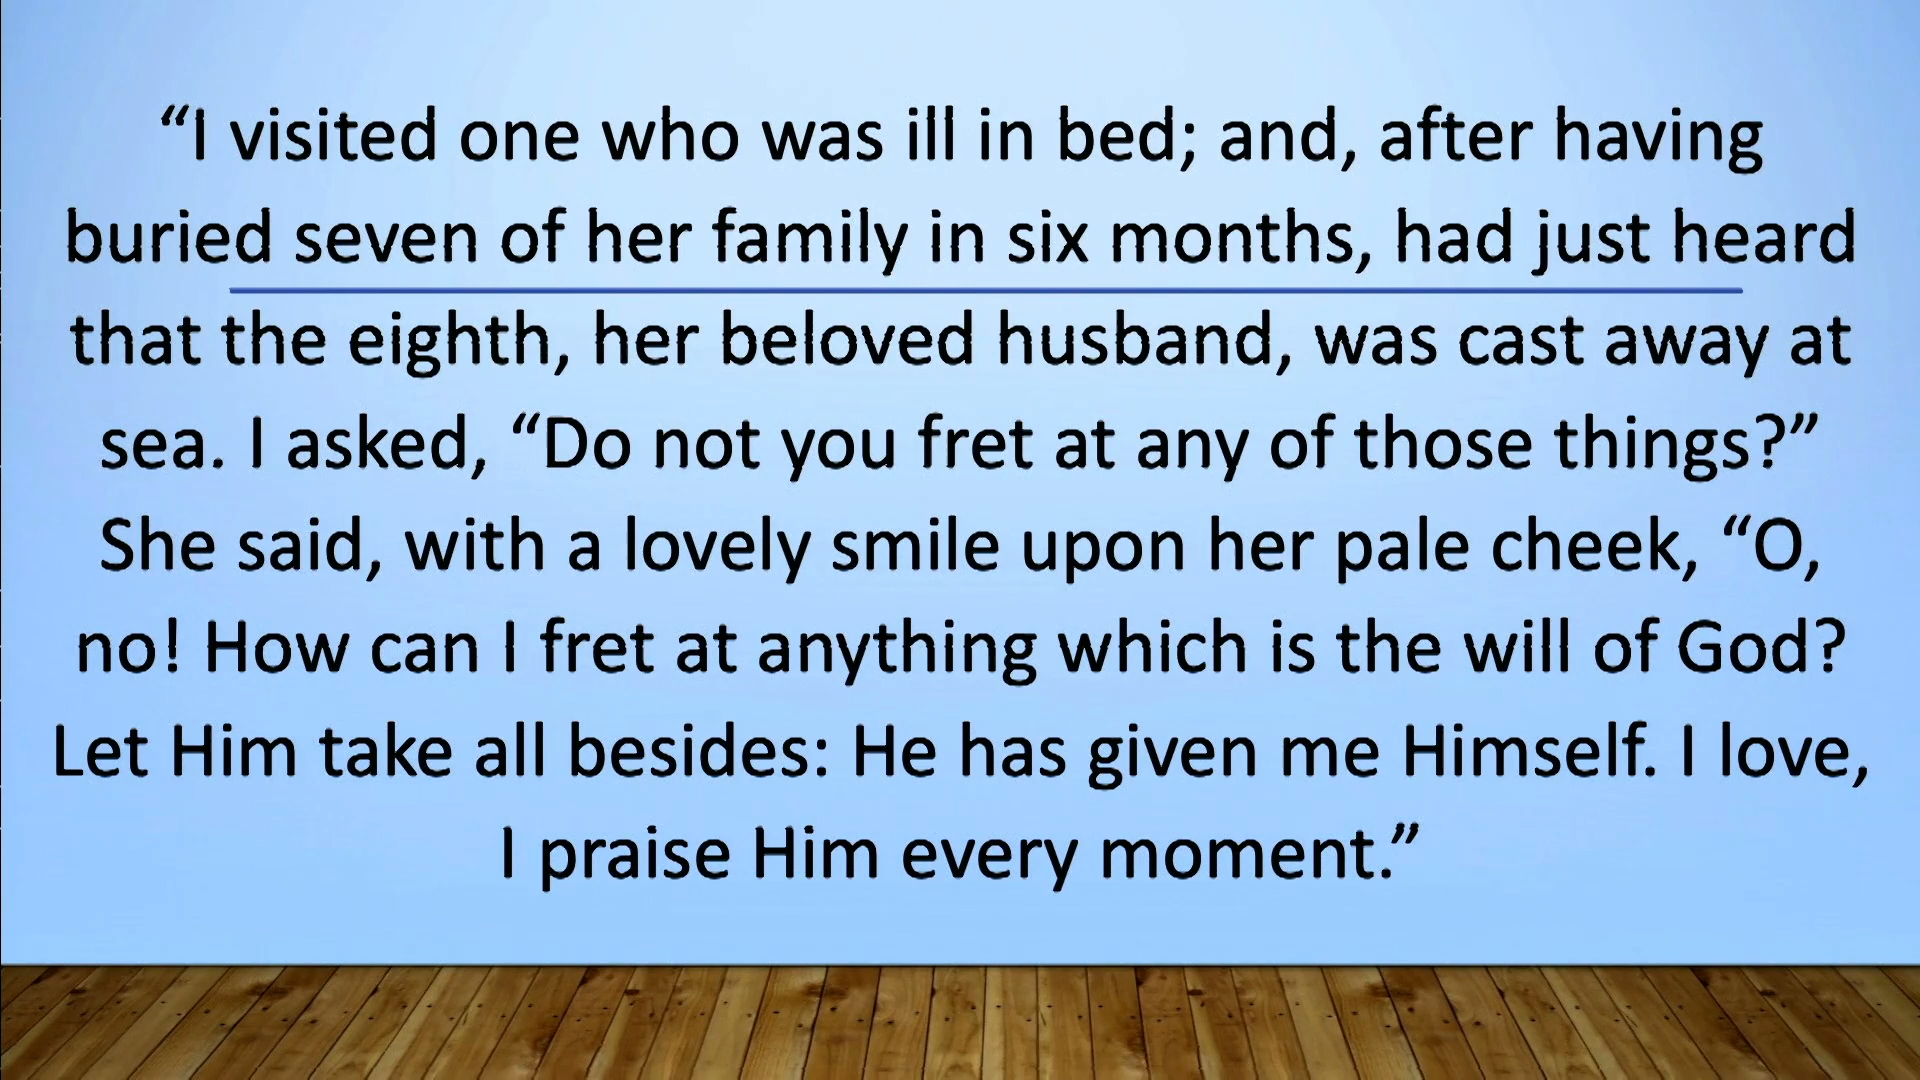 “I visited one who was ill in bed; and, after having
buried seven of her family in six months, had just heard
that the eighth, her beloved husband, was cast away at
sea. I asked, “Do not you fret at any of those things?”
She said, with a lovely smile upon her pale cheek, “O,
no! How can I fret at anything which is the will of God?
Let Him take all besides: He has given me Himself. I love,
I praise Him every moment.”